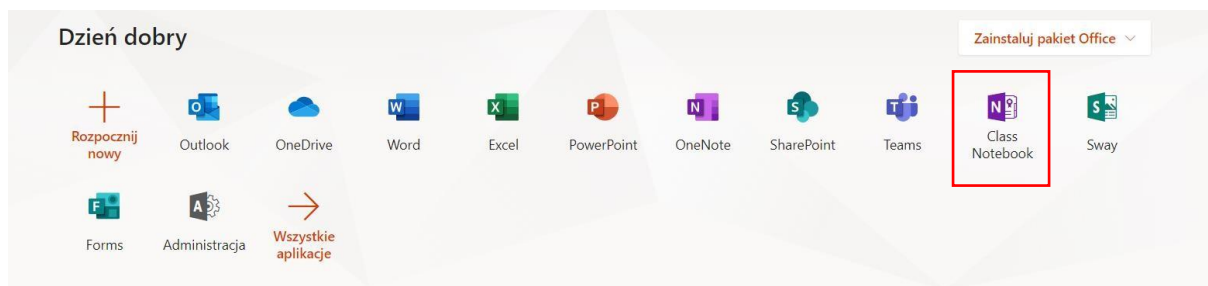 Dzień dobry
Zainstaluj pakiet Office
Rozpocznij
nowy
Outlook
OneDrive
Word
Excel
PowerPoint
OneNote
SharePoint
Teams
Class
Notebook
Sway
Forms
Administracja
Wszystkie
aplikacje